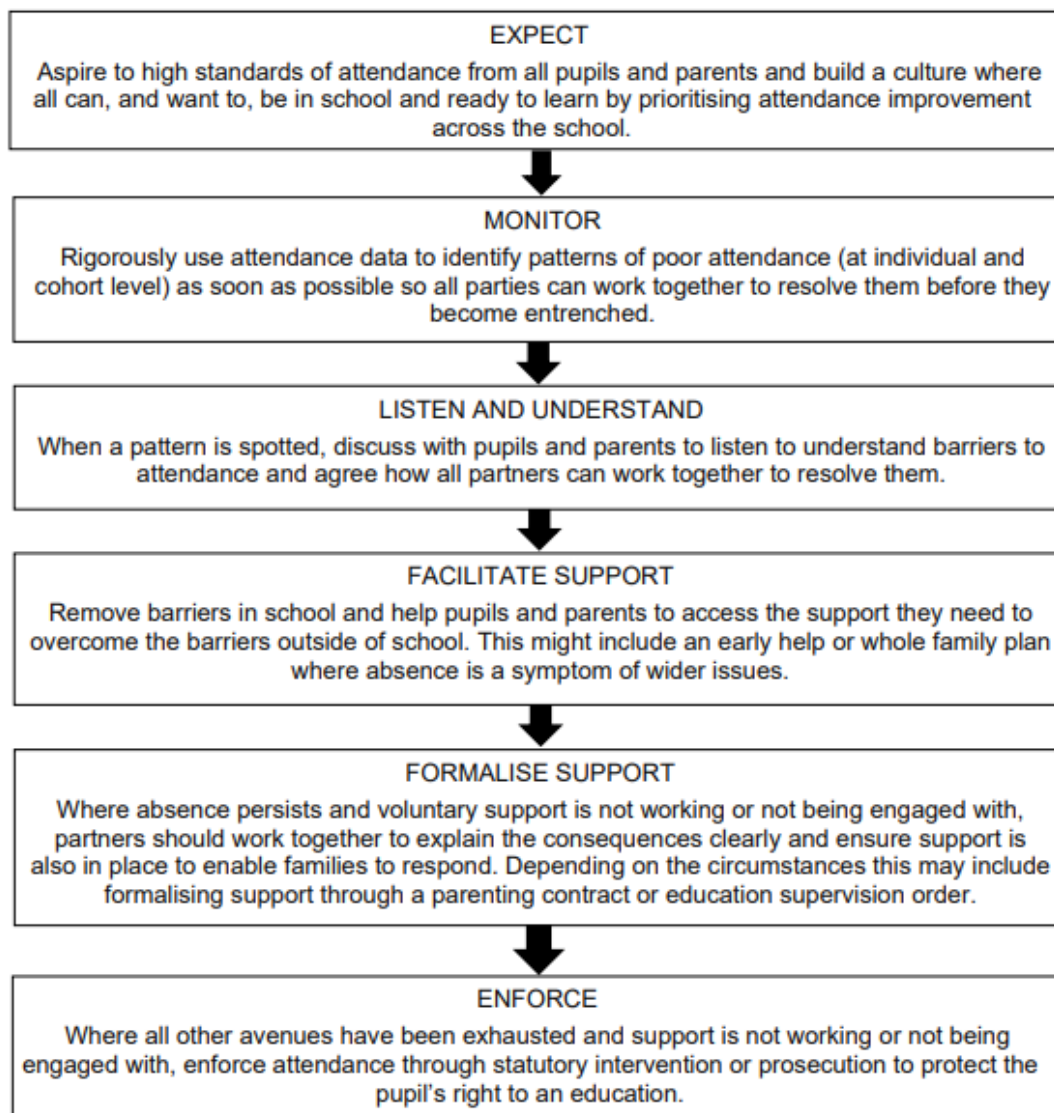 EXPECT
Aspire to high standards of attendance from all pupils and parents and build a culture where
all can, and want to, be in school and ready to learn by prioritising attendance improvement
across the school.
MONITOR
Rigorously use attendance data to identify patterns of poor attendance (at individual and
cohort level) as soon as possible so all parties can work together to resolve them before they
become entrenched.
LISTEN AND UNDERSTAND
When a pattern is spotted, discuss with pupils and parents to listen to understand barriers to
attendance and agree how all partners can work together to resolve them.
FACILITATE SUPPORT
Remove barriers in school and help pupils and parents to access the support they need to
overcome the barriers outside of school. This might include an early help or whole family plan
where absence is a symptom of wider issues.
FORMALISE SUPPORT
Where absence persists and voluntary support is not working or not being engaged with,
partners should work together to explain the consequences clearly and ensure support is
also in place to enable families to respond. Depending on the circumstances this may include
formalising support through a parenting contract or education supervision order.
ENFORCE
Where all other avenues have been exhausted and support is not working or not being
engaged with, enforce attendance through statutory intervention or prosecution to protect the
pupil's right to an education.